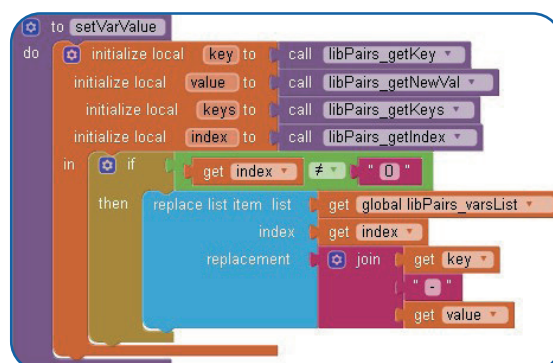 to setVarValue
do initialize local key to call libPairs_getKey
initialize local value to call libPairs_getNewVal
initialize local keys to call libPairs_getKeys
initialize local index to call libPairs_getIndex
in if get index ≠ " 0 "
then replace list item list get global libPairs_varsList
index get index
replacement join get key
" - "
get value